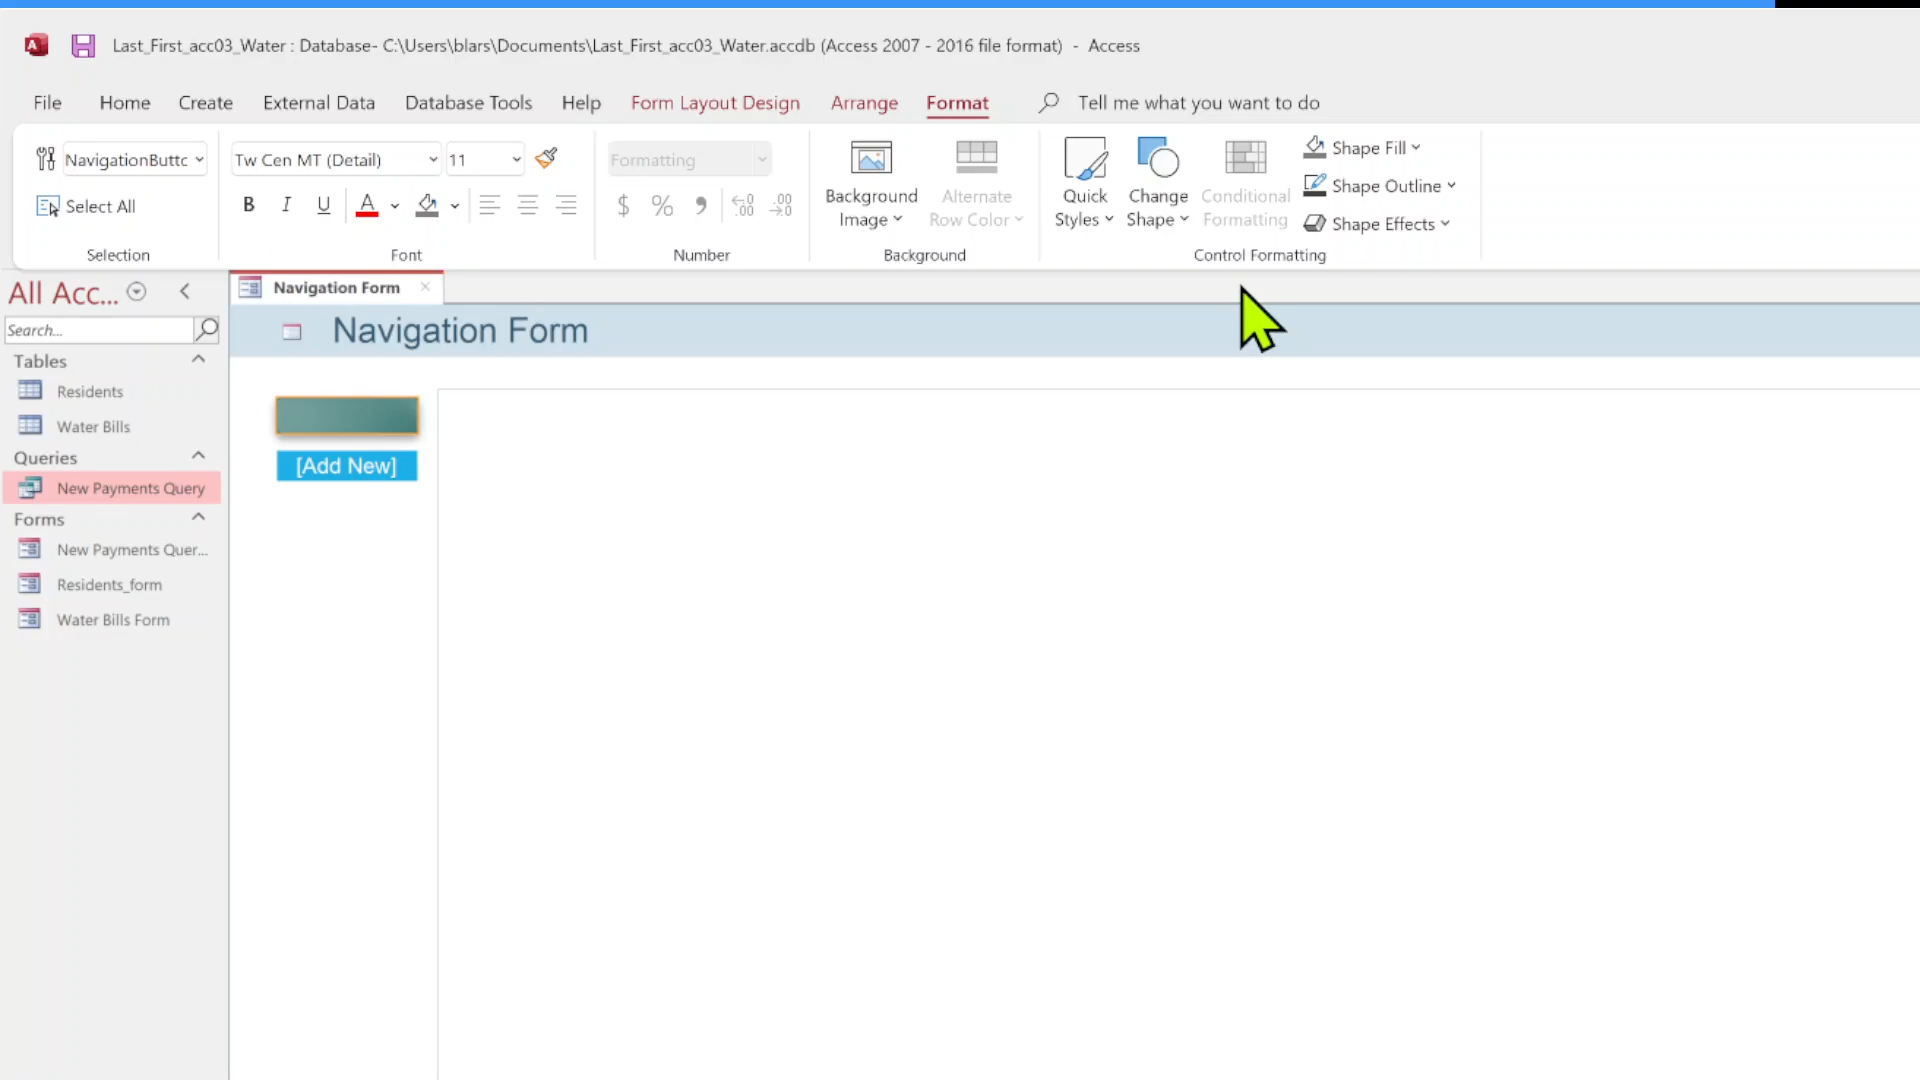 Last_First_acc03_Water : Database- C:\Users\blars\Documents\Last_First_acc03_Water.accdb (Access 2007 - 2016 file format) - Access
File Home Create External Data Database Tools Help Form Layout Design Arrange Format Tell me what you want to do
NavigationButtc
Select All
Selection
Tw Cen MT (Detail) 11
B I U A
Font
Formatting
$ % 9 .00 .00
Number
Background
Image
Alternate
Row Color
Background
Quick
Styles
Change
Shape
Conditional
Formatting
Shape Fill
Shape Outline
Shape Effects
Control Formatting
All Acc...
Search...
Tables
Residents
Water Bills
Queries
New Payments Query
Forms
New Payments Quer...
Residents_form
Water Bills Form
Navigation Form
Navigation Form
[Add New]